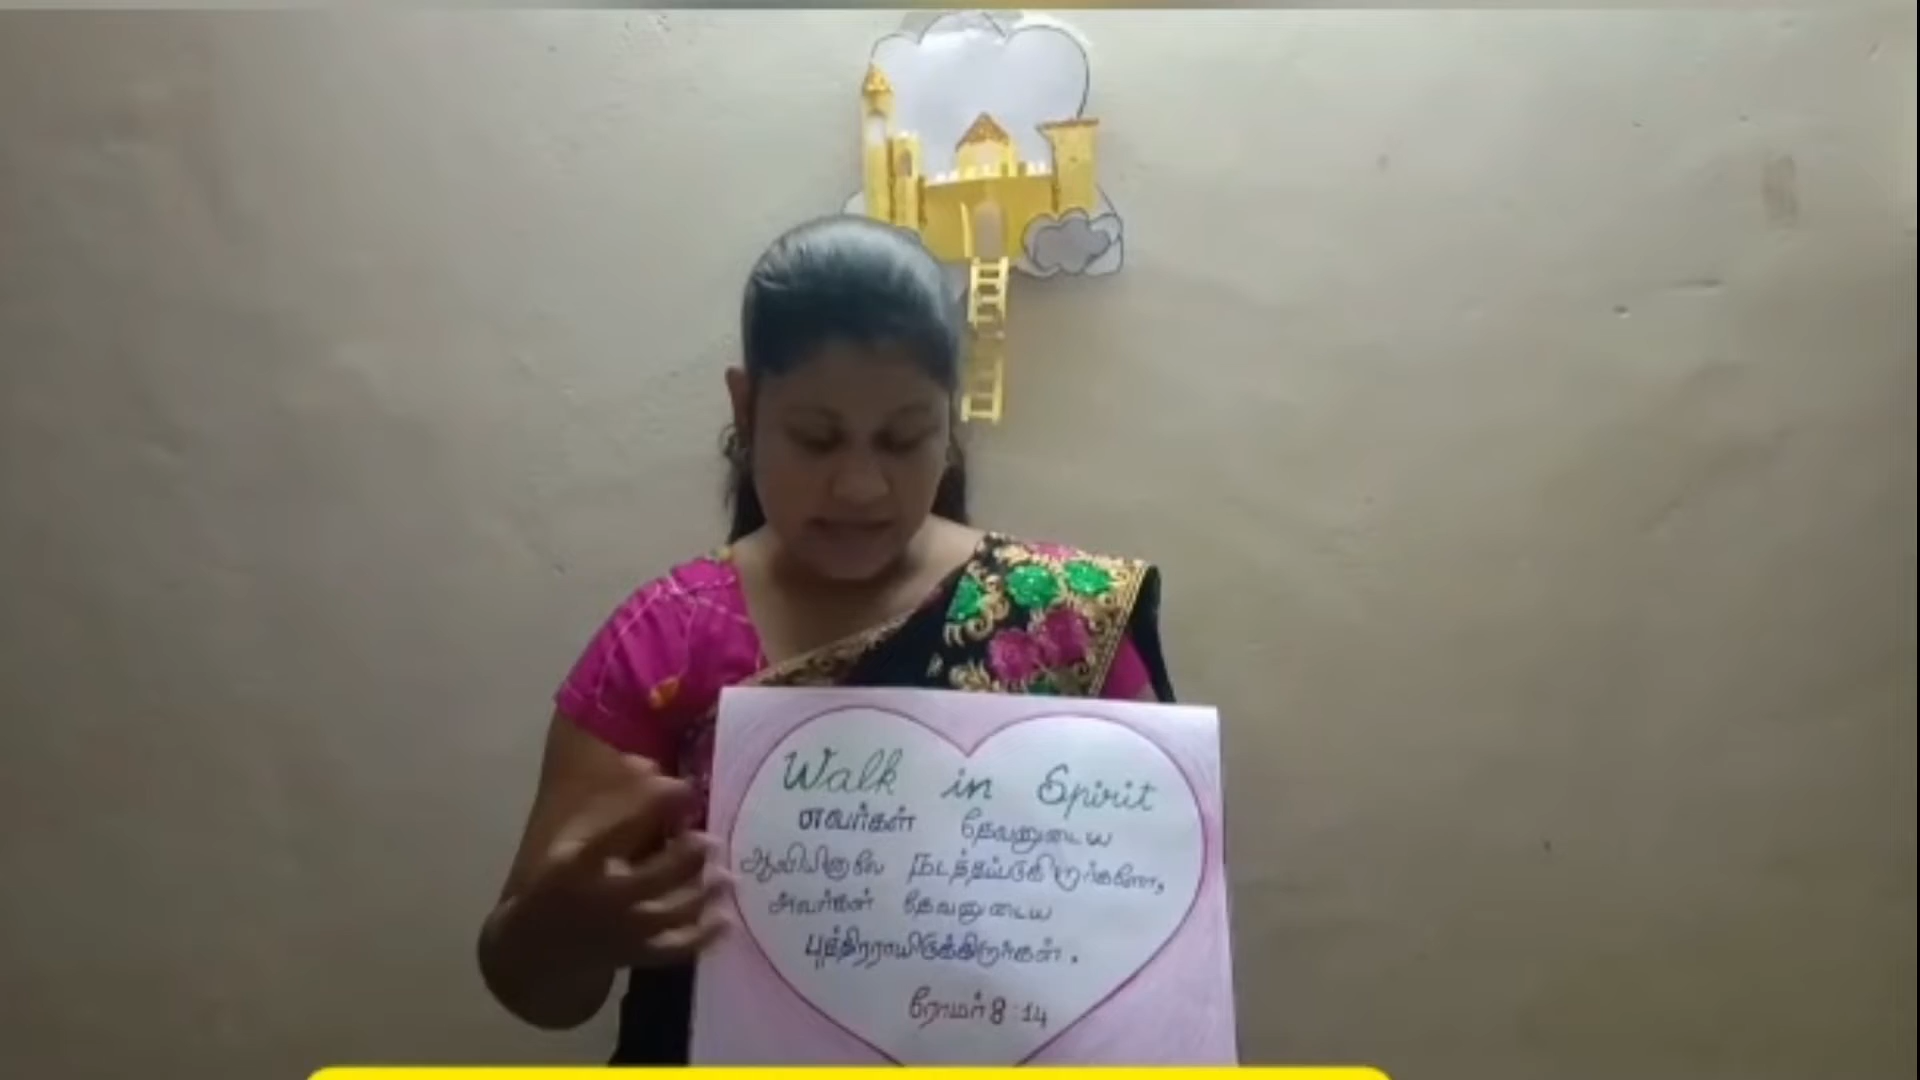 Walk in Spirit
எவர்கள் தேவனுடைய
ஆவியினாலே நடத்தப்படுகிறார்களோ,
அவர்கள் தேவனுடைய
புத்திரராயிருக்கிறார்கள்.
ரோமர் 8:14